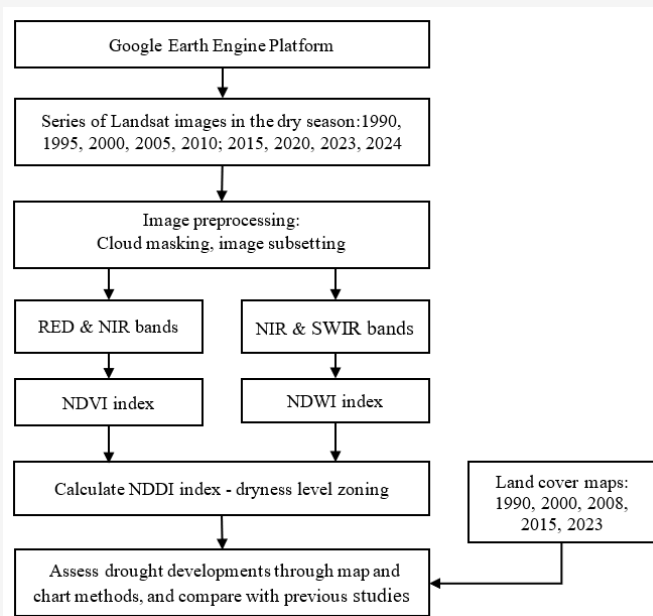 Google Earth Engine Platform
Series of Landsat images in the dry season:1990,
1995, 2000, 2005, 2010; 2015, 2020, 2023, 2024
Image preprocessing:
Cloud masking, image subsetting
RED & NIR bands
NIR & SWIR bands
NDVI index
NDWI index
Calculate NDDI index - dryness level zoning
Land cover maps:
1990, 2000, 2008,
2015, 2023
Assess drought developments through map and
chart methods, and compare with previous studies